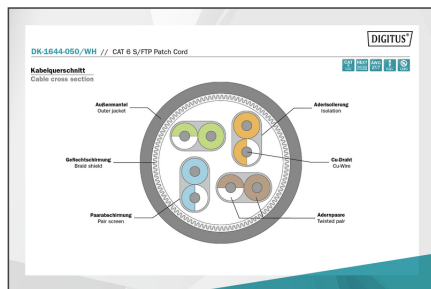 DIGITUS®
DK-1644-050/WH // CAT 6 S/FTP Patch Cord
Kabelquerschnitt
Cable cross section
Außenmantel
Outer jacket
Aderisolierung
Isolation
Geflechtschirmung
Braid shield
Cu-Draht
Cu-Wire
Paarabschirmung
Pair screen
Adernpaare
Twisted pair